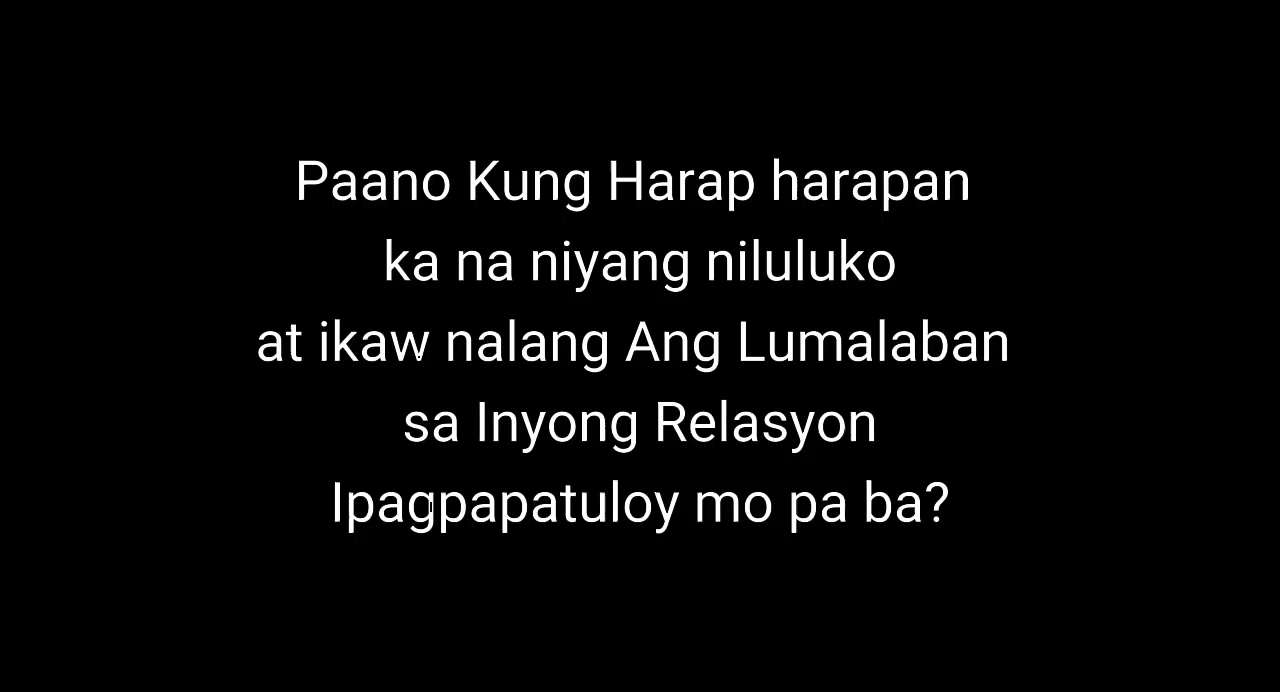 Paano Kung Harap harapan
ka na niyang niluluko
at ikaw nalang Ang Lumalaban
sa Inyong Relasyon
Ipagpapatuloy mo pa ba?